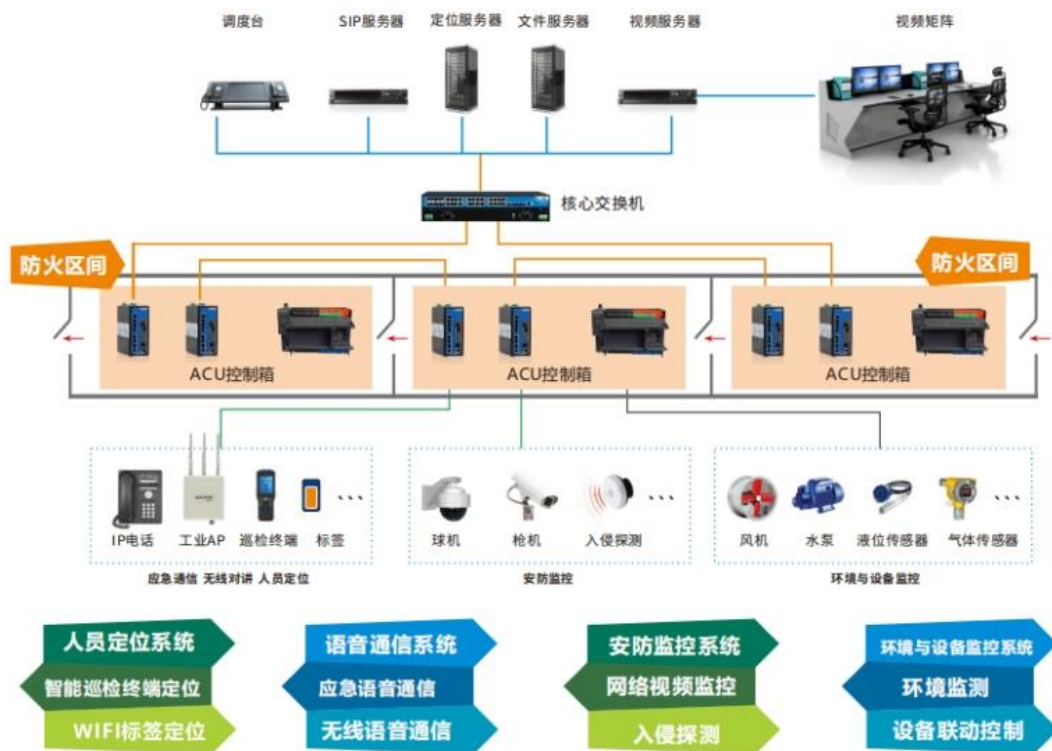 调度台
SIP服务器
定位服务器
文件服务器
视频服务器
视频矩阵
核心交换机
防火区间
防火区间
ACU控制箱
ACU控制箱
ACU控制箱
IP电话
工业AP
巡检终端
标签
球机
枪机
入侵探测
风机
水泵
液位传感器
气体传感器
应急通信 无线对讲 人员定位
安防监控
环境与设备监控
人员定位系统
语音通信系统
安防监控系统
环境与设备监控系统
智能巡检终端定位
应急语音通信
网络视频监控
环境监测
WIFI标签定位
无线语音通信
入侵探测
设备联动控制